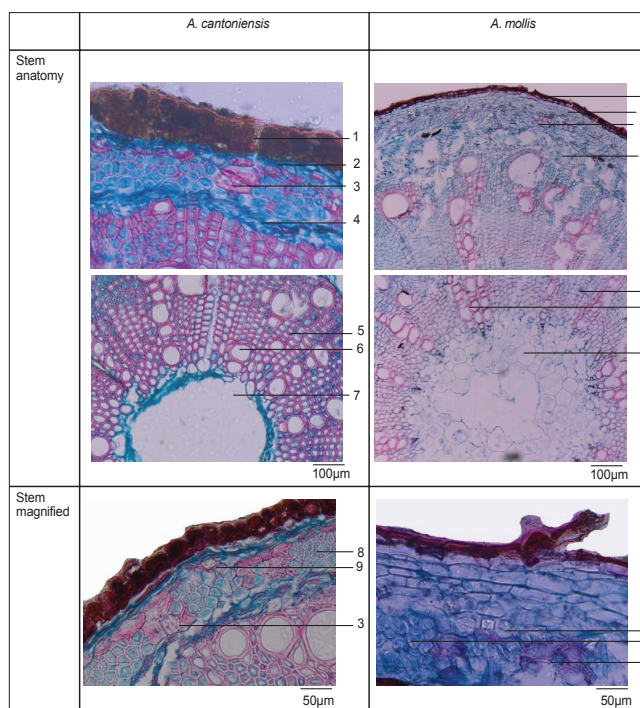 A. cantoniensis
A. mollis
Stem
anatomy
1
2
3
4
5
6
7
100μm
100μm
Stem
magnified
8
9
3
50μm
50μm